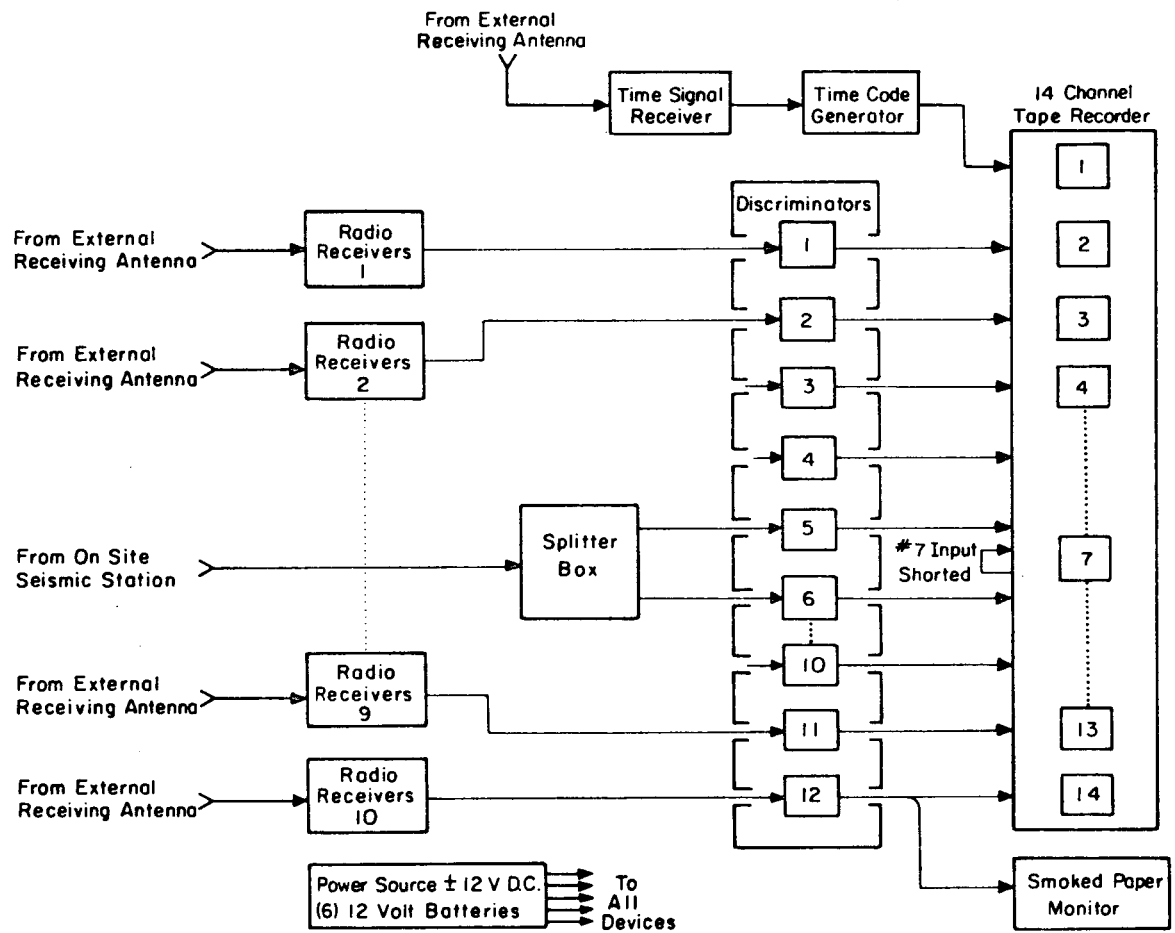 From External
Receiving Antenna
Time Signal
Receiver
Time Code
Generator
14 Channel
Tape Recorder
1
Discriminators
From External
Receiving Antenna
Radio
Receivers
1
1
2
From External
Receiving Antenna
Radio
Receivers
2
2
3
3
4
4
From On Site
Seismic Station
Splitter
Box
5
#7 Input
Shorted
7
6
10
From External
Receiving Antenna
Radio
Receivers
9
11
13
From External
Receiving Antenna
Radio
Receivers
10
12
14
Power Source ± 12 V D.C.
(6) 12 Volt Batteries
To
All
Devices
Smoked Paper
Monitor